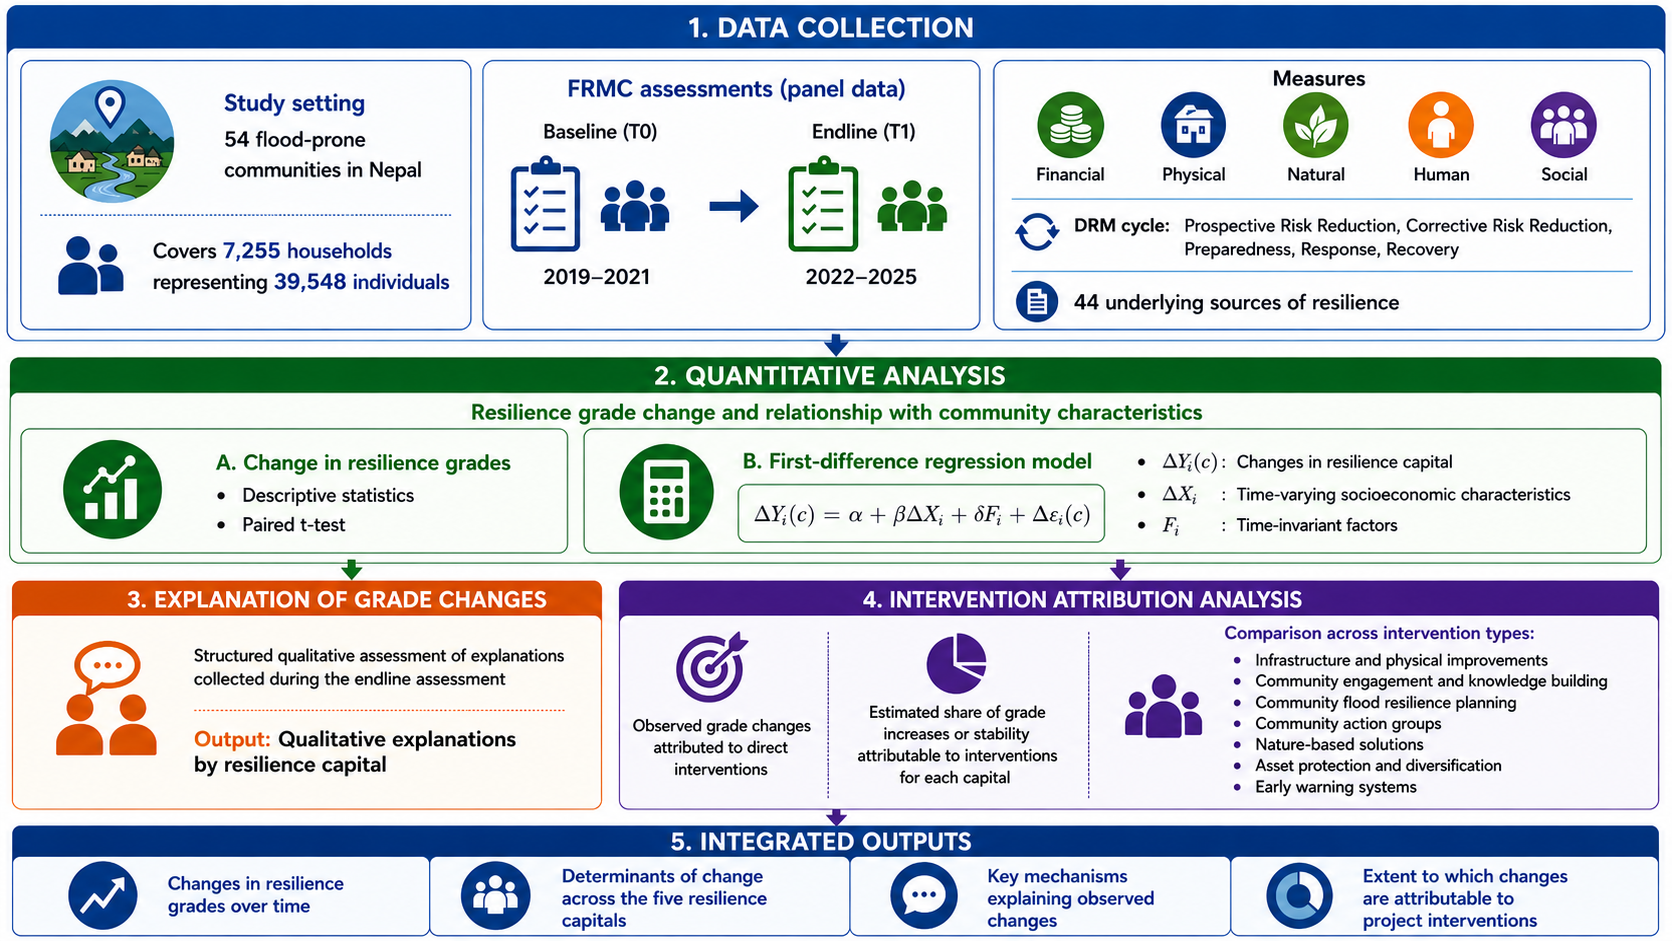 1. DATA COLLECTION
Study setting
54 flood-prone
communities in Nepal
Covers 7,255 households
representing 39,548 individuals
FRMC assessments (panel data)
Baseline (T0)
Endline (T1)
2019–2021
2022–2025
Measures
Financial
Physical
Natural
Human
Social
DRM cycle: Prospective Risk Reduction, Corrective Risk Reduction,
Preparedness, Response, Recovery
44 underlying sources of resilience
2. QUANTITATIVE ANALYSIS
Resilience grade change and relationship with community characteristics
A. Change in resilience grades
• Descriptive statistics
• Paired t-test
B. First-difference regression model
ΔYᵢ(c) = α + βΔXᵢ + δFᵢ + Δεᵢ(c)
• ΔYᵢ(c) : Changes in resilience capital
• ΔXᵢ : Time-varying socioeconomic characteristics
• Fᵢ : Time-invariant factors
3. EXPLANATION OF GRADE CHANGES
Structured qualitative assessment of explanations
collected during the endline assessment
Output: Qualitative explanations
by resilience capital
4. INTERVENTION ATTRIBUTION ANALYSIS
Observed grade changes
attributed to direct
interventions
Estimated share of grade
increases or stability
attributable to interventions
for each capital
Comparison across intervention types:
• Infrastructure and physical improvements
• Community engagement and knowledge building
• Community flood resilience planning
• Community action groups
• Nature-based solutions
• Asset protection and diversification
• Early warning systems
5. INTEGRATED OUTPUTS
Changes in resilience
grades over time
Determinants of change
across the five resilience
capitals
Key mechanisms
explaining observed
changes
Extent to which changes
are attributable to
project interventions